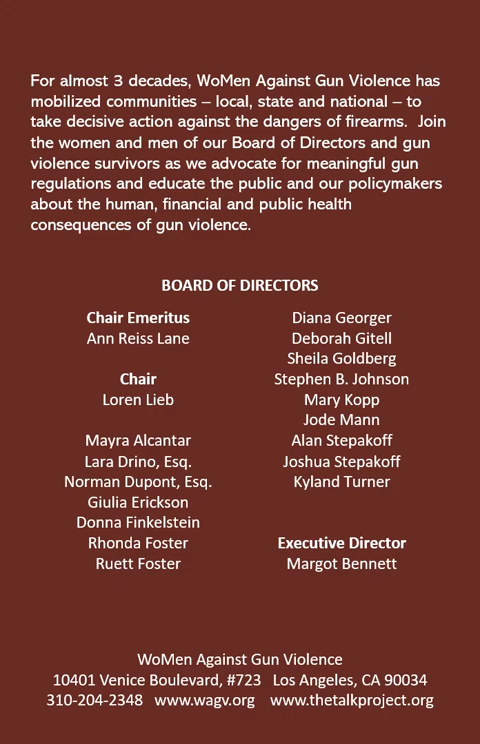 For almost 3 decades, WoMen Against Gun Violence has
mobilized communities – local, state and national – to
take decisive action against the dangers of firearms.  Join
the women and men of our Board of Directors and gun
violence survivors as we advocate for meaningful gun
regulations and educate the public and our policymakers
about the human, financial and public health
consequences of gun violence.
BOARD OF DIRECTORS
Chair Emeritus
Ann Reiss Lane
Chair
Loren Lieb
Mayra Alcantar
Lara Drino, Esq.
Norman Dupont, Esq.
Giulia Erickson
Donna Finkelstein
Rhonda Foster
Ruett Foster
Diana Georger
Deborah Gitell
Sheila Goldberg
Stephen B. Johnson
Mary Kopp
Jode Mann
Alan Stepakoff
Joshua Stepakoff
Kyland Turner
Executive Director
Margot Bennett
WoMen Against Gun Violence
10401 Venice Boulevard, #723   Los Angeles, CA 90034
310-204-2348   www.wagv.org   www.thetalkproject.org